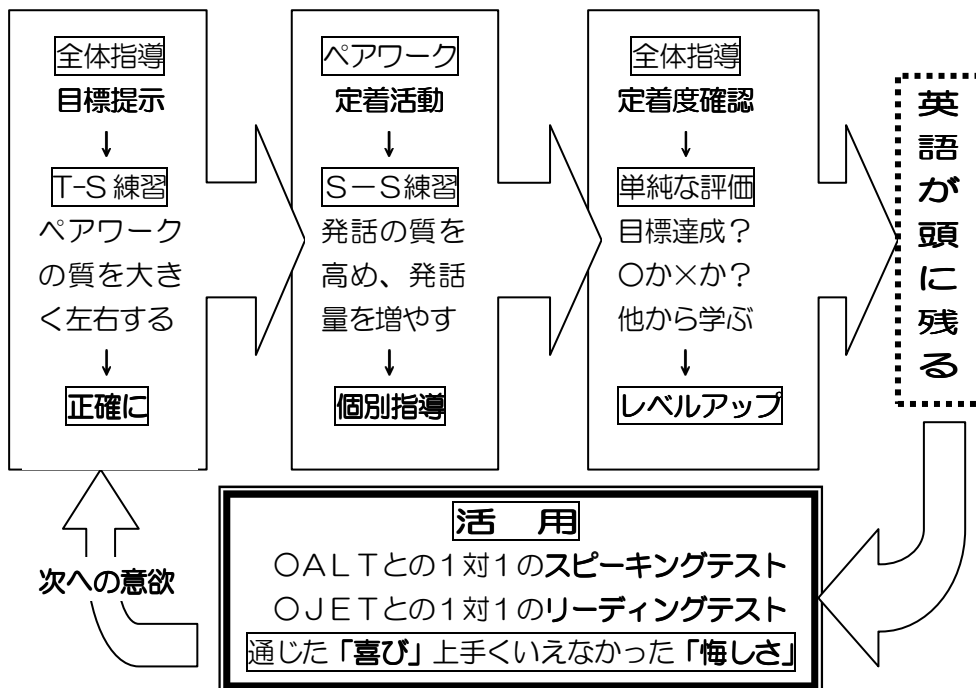 全体指導
目標提示
↓
T-S練習
ペアワーク
の質を大き
く左右する
↓
正確に
ペアワーク
定着活動
↓
S－S練習
発話の質を
高め、発話
量を増やす
↓
個別指導
全体指導
定着度確認
↓
単純な評価
目標達成？
○か×か？
他から学ぶ
↓
レベルアップ
英語が頭に残る
活　用
○ＡＬＴとの１対１のスピーキングテスト
○ＪＥＴとの１対１のリーディングテスト
通じた「喜び」上手くいえなかった「悔しさ」
次への意欲